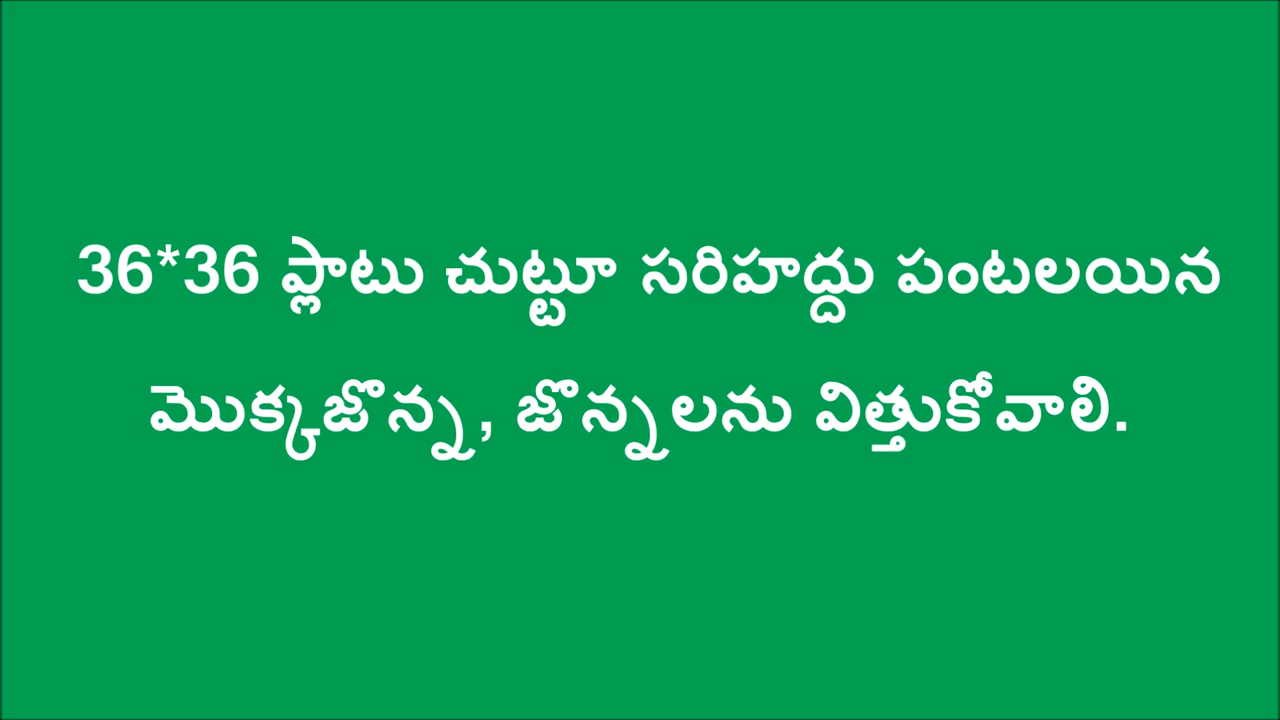 36*36 ప్లాటు చుట్టూ సరిహద్దు పంటలయిన
మొక్కజొన్న, జొన్నలను విత్తుకోవాలి.